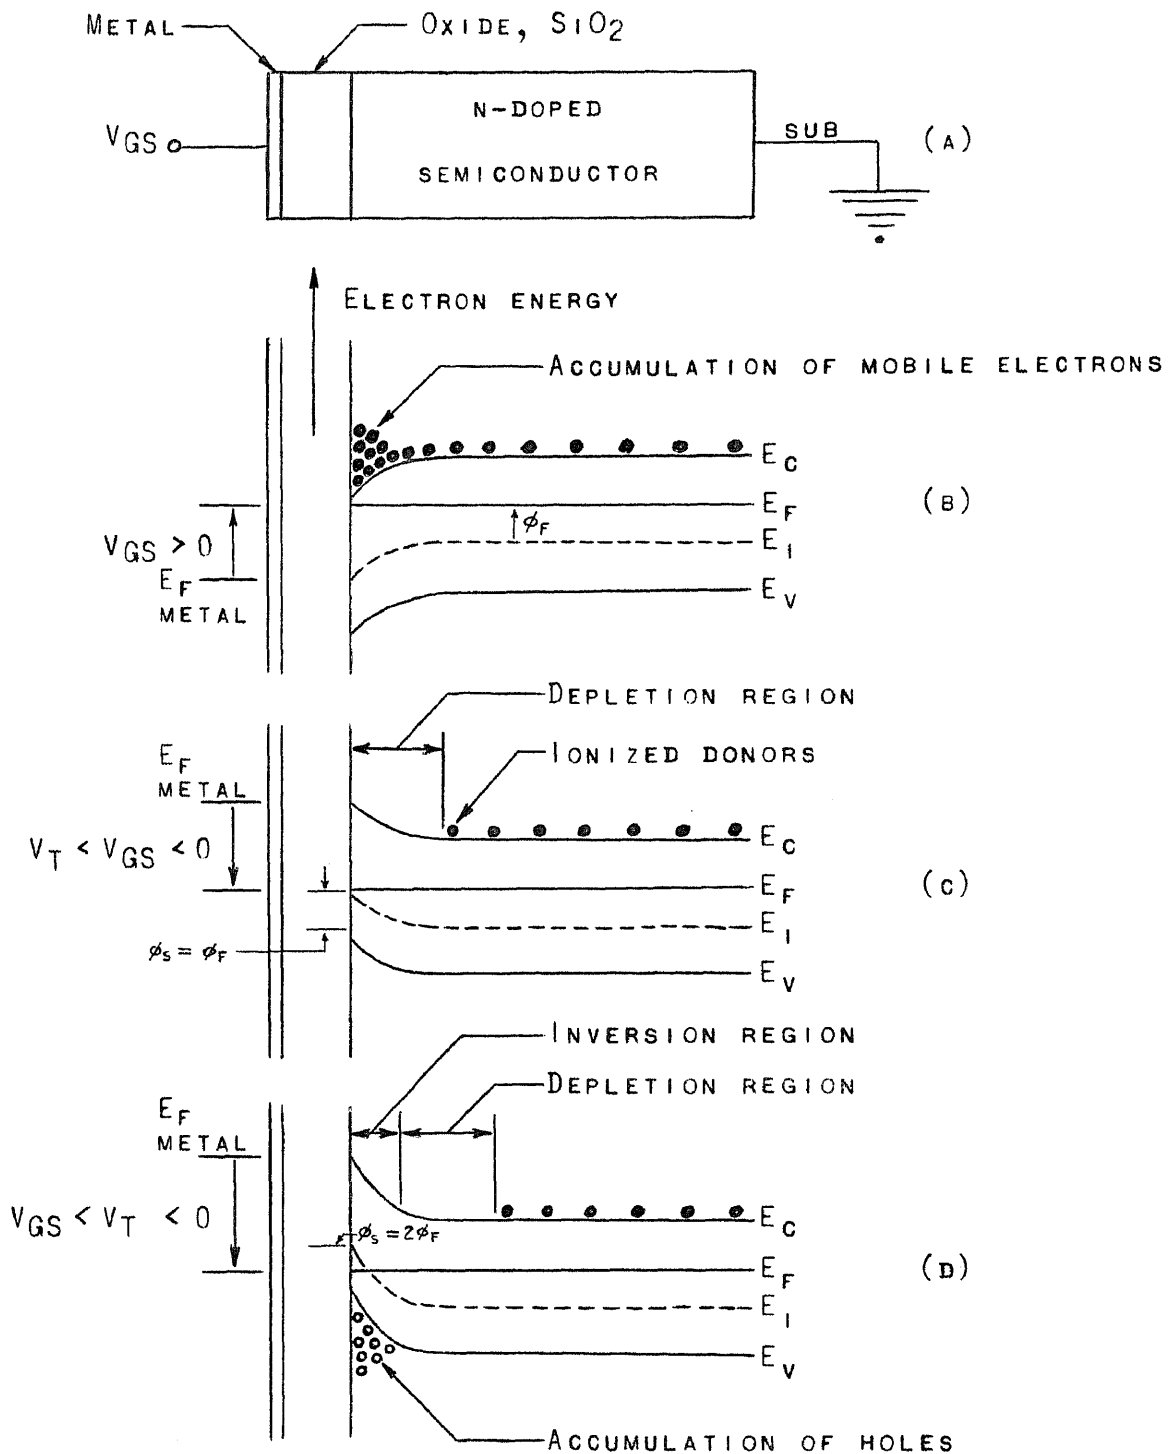 METAL
OXIDE, SiO2
N-DOPED
SEMICONDUCTOR
VGS
SUB
(A)
ELECTRON ENERGY
ACCUMULATION OF MOBILE ELECTRONS
EC
EF
(B)
ϕF
EI
VGS > 0
EF
METAL
EV
DEPLETION REGION
IONIZED DONORS
EF
METAL
VT < VGS < 0
EC
EF
(C)
EI
ϕS = ϕF
EV
INVERSION REGION
DEPLETION REGION
EF
METAL
VGS < VT < 0
EC
ϕS = 2ϕF
EF
(D)
EI
EV
ACCUMULATION OF HOLES